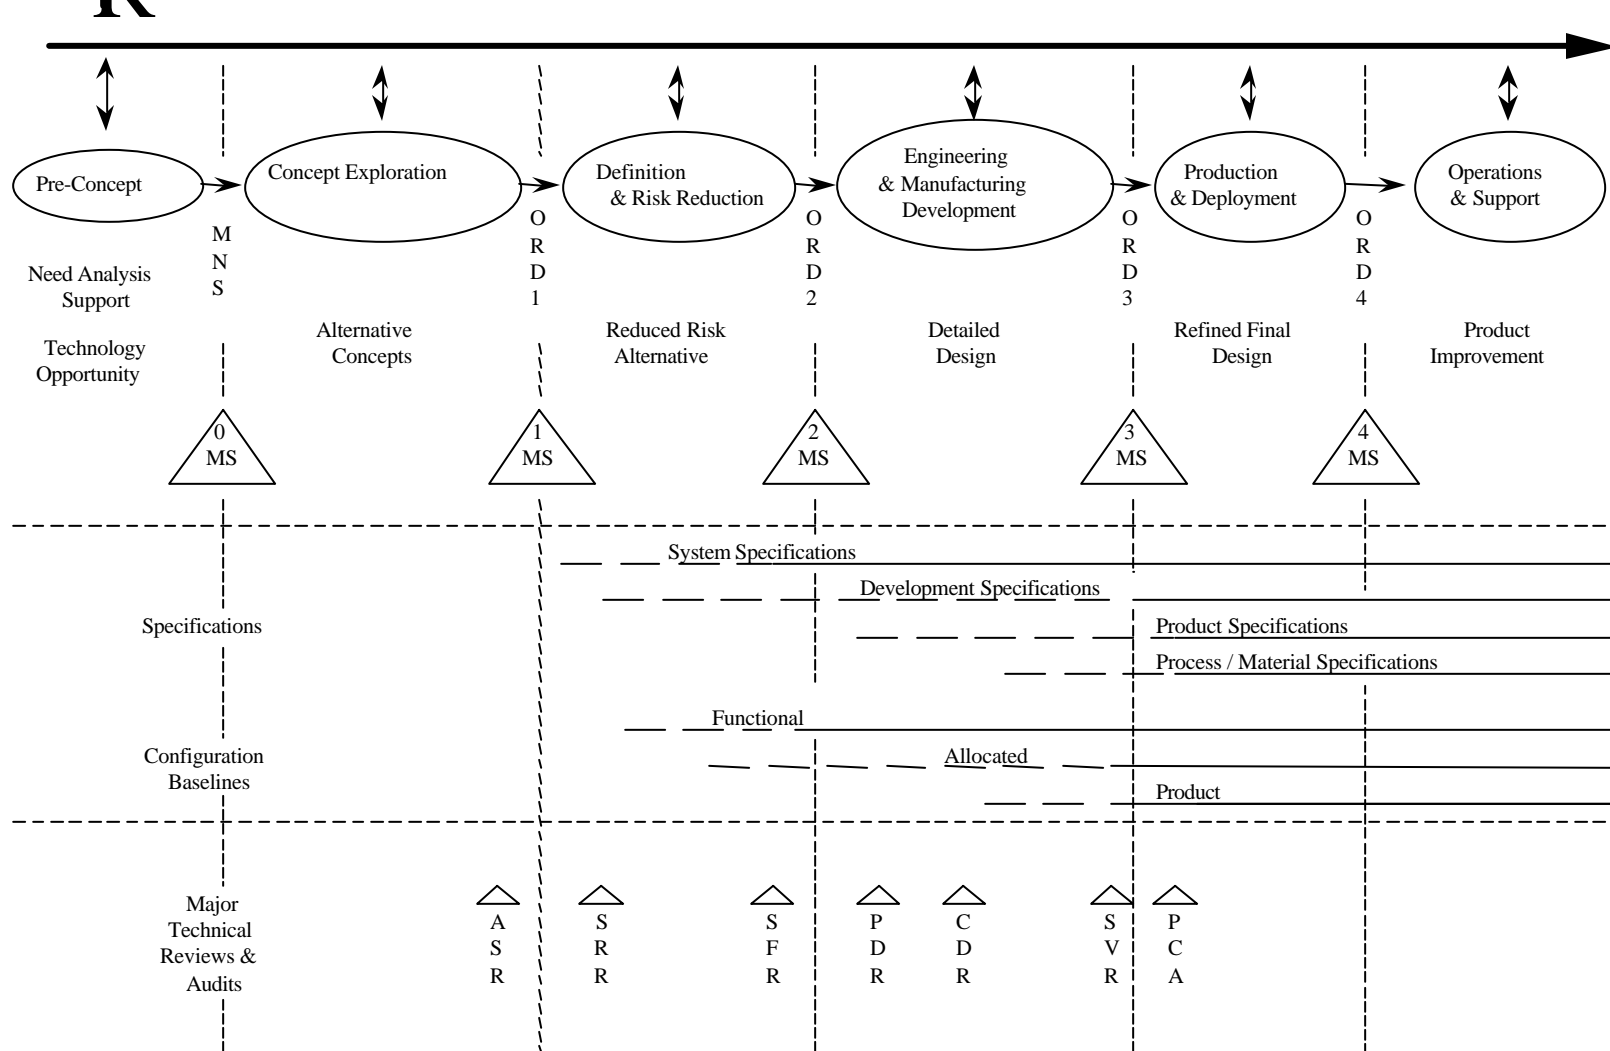 R
Pre-Concept
Concept Exploration
Definition
& Risk Reduction
Engineering
& Manufacturing
Development
Production
& Deployment
Operations
& Support
M
N
S
O
R
D
1
O
R
D
2
O
R
D
3
O
R
D
4
Need Analysis
Support
Technology
Opportunity
Alternative
Concepts
Reduced Risk
Alternative
Detailed
Design
Refined Final
Design
Product
Improvement
0
MS
1
MS
2
MS
3
MS
4
MS
System Specifications
Development Specifications
Specifications
Product Specifications
Process / Material Specifications
Functional
Configuration
Baselines
Allocated
Product
Major
Technical
Reviews &
Audits
A
S
R
S
R
R
S
F
R
P
D
R
C
D
R
S
V
R
P
C
A